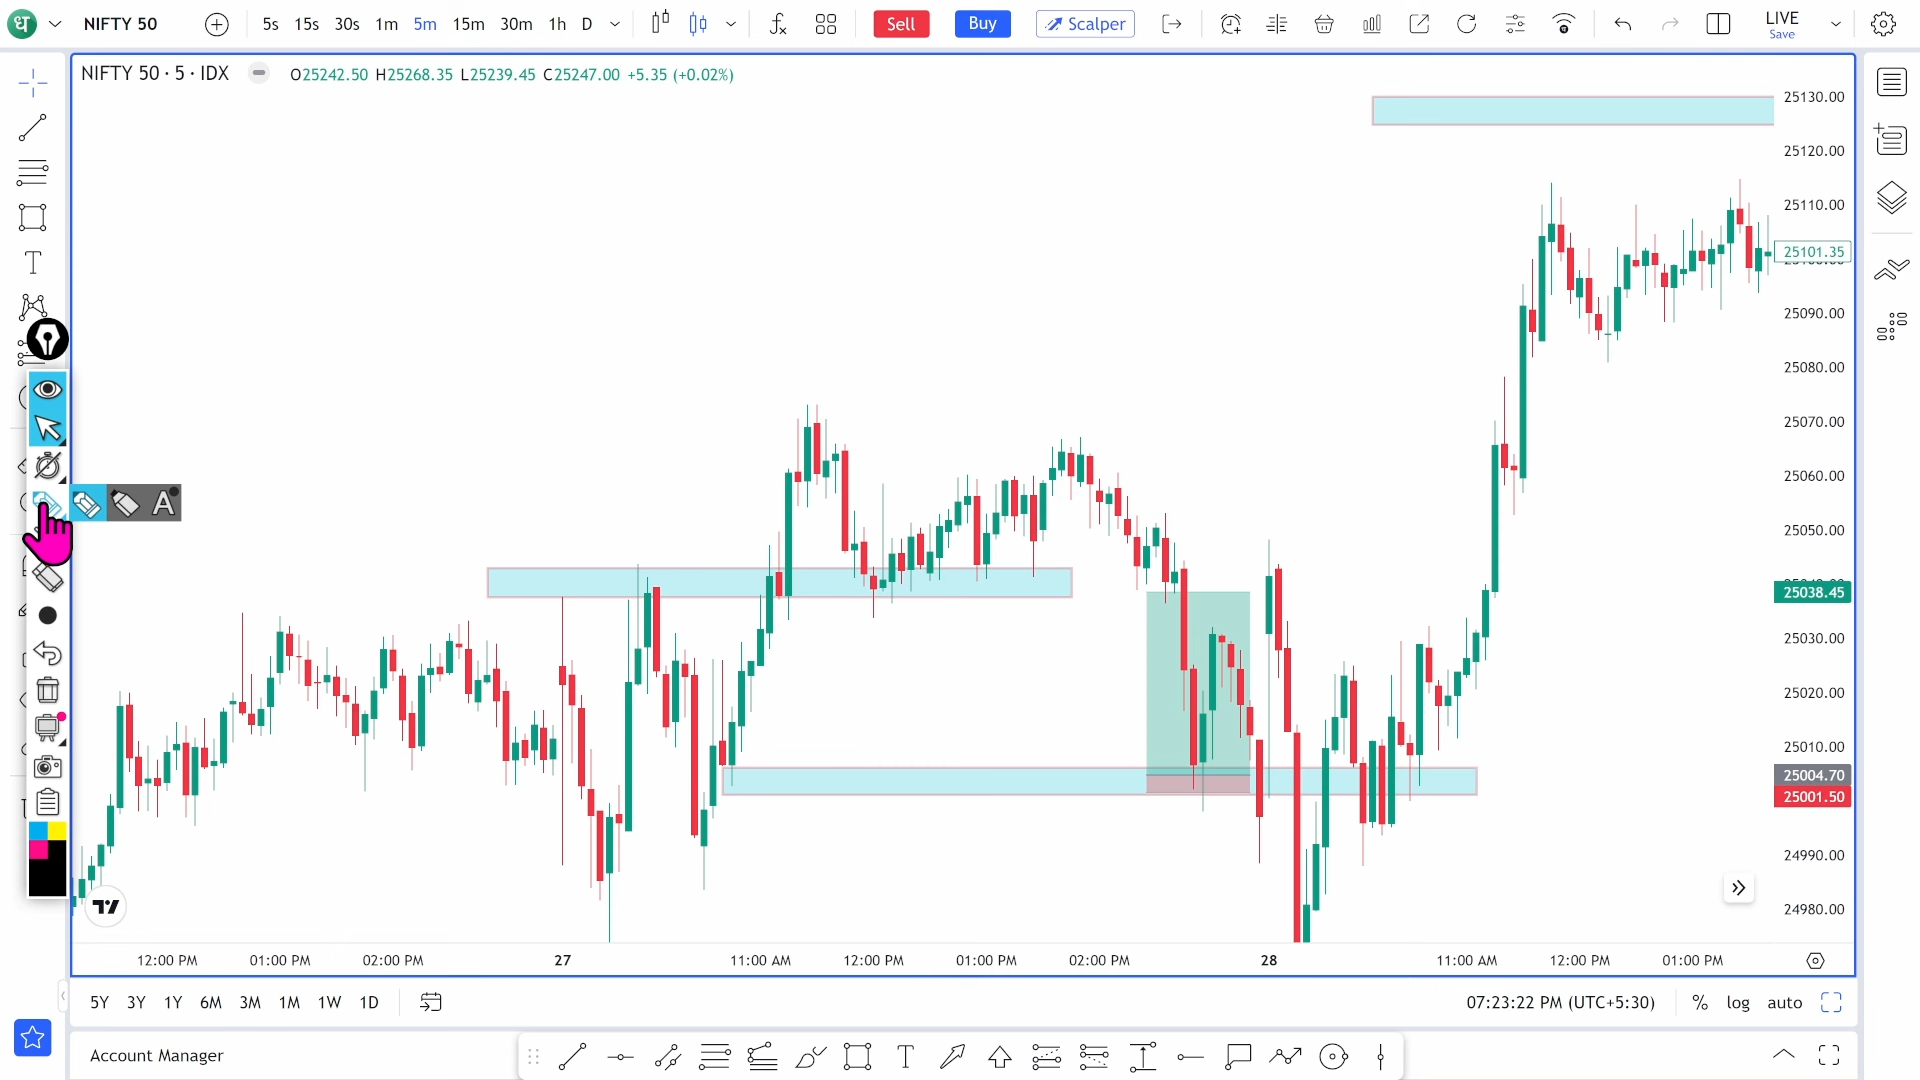 ध NIFTY 50 5s 15s 30s 1m 5m 15m 30m 1h D Sell Buy Scalper LIVE
Save
NIFTY 50 · 5 · IDX O25242.50 H25268.35 L25239.45 C25247.00 +5.35 (+0.02%)
25130.00
25120.00
25110.00
25101.35
25090.00
25080.00
25070.00
25060.00
25050.00
25038.45
25030.00
25020.00
25010.00
25004.70
25001.50
24990.00
24980.00
T
A
12:00 PM 01:00 PM 02:00 PM 27 11:00 AM 12:00 PM 01:00 PM 02:00 PM 28 11:00 AM 12:00 PM 01:00 PM
5Y 3Y 1Y 6M 3M 1M 1W 1D 07:23:22 PM (UTC+5:30) % log auto
Account Manager T